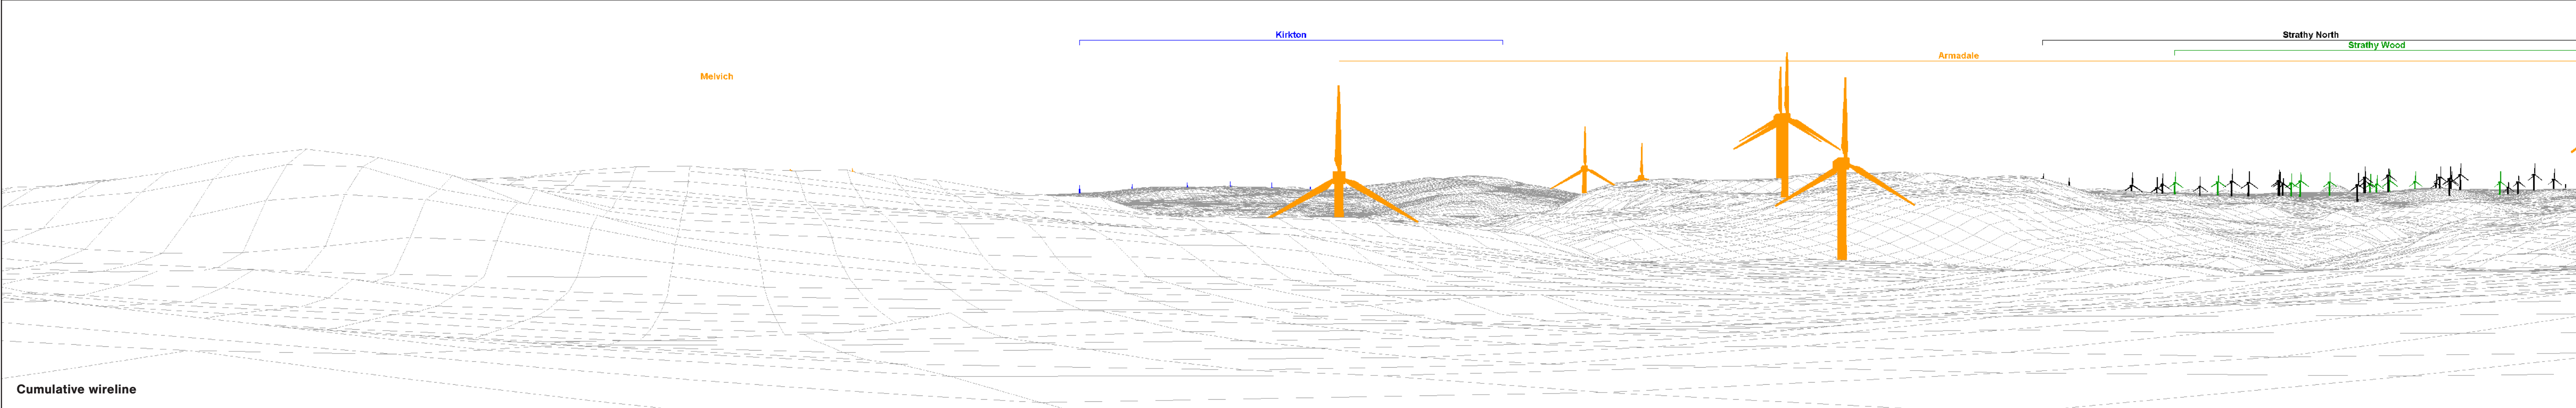 Kirkton
Strathy North
Strathy Wood
Armadale
Melvich
Cumulative wireline